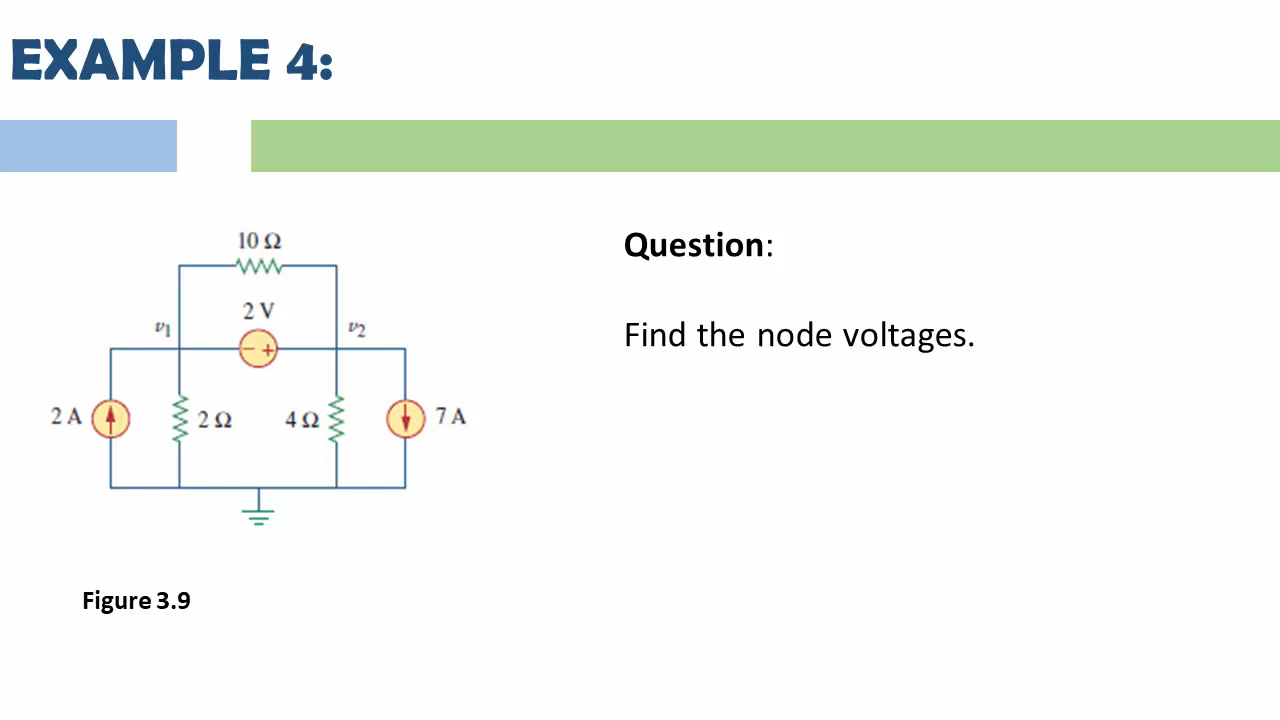 EXAMPLE 4:
10 Ω
2 V
v1
v2
2 A
2 Ω
4 Ω
7 A
Figure 3.9
Question:
Find the node voltages.